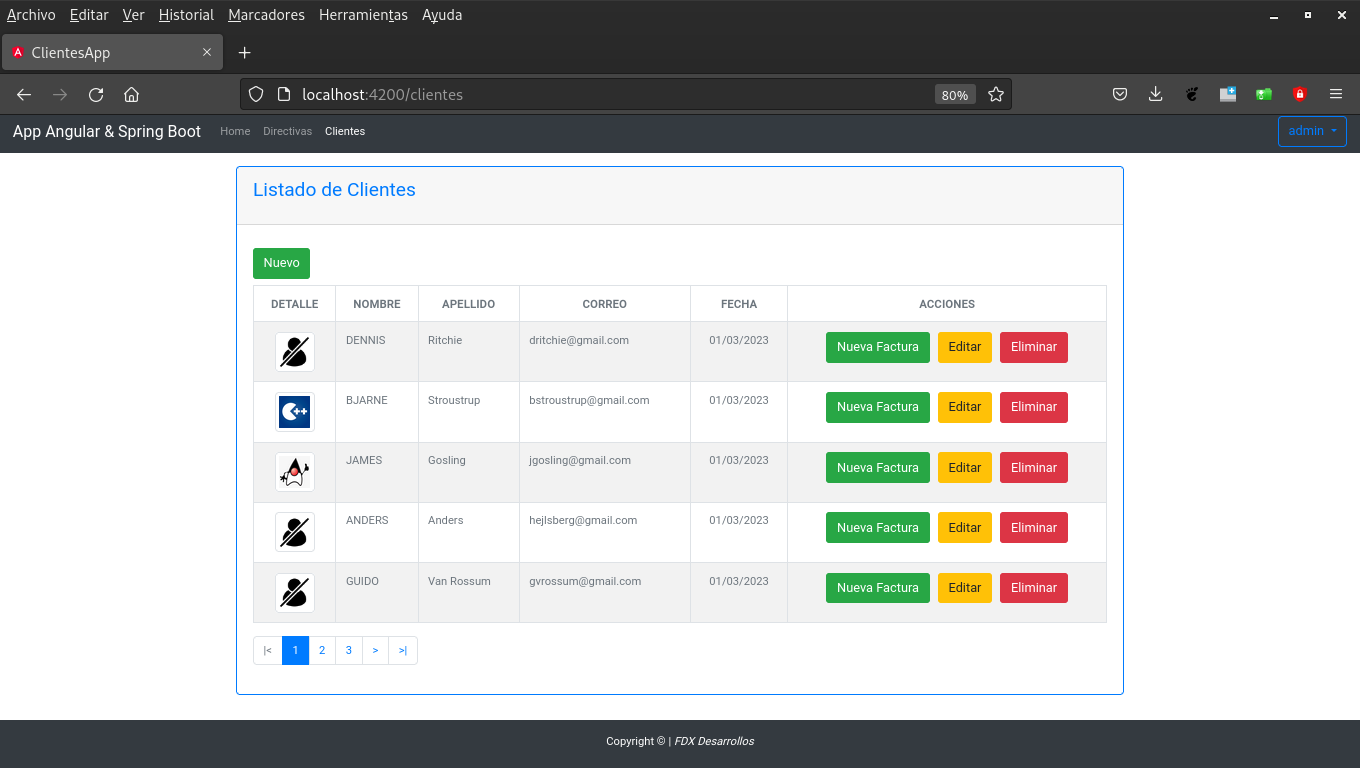 Archivo Editar Ver Historial Marcadores Herramientas Ayuda
ClientesApp
localhost:4200/clientes 80%
App Angular & Spring Boot Home Directivas Clientes admin
Listado de Clientes
Nuevo
DETALLE NOMBRE APELLIDO CORREO FECHA ACCIONES
DENNIS Ritchie dritchie@gmail.com 01/03/2023 Nueva Factura Editar Eliminar
BJARNE Stroustrup bstroustrup@gmail.com 01/03/2023 Nueva Factura Editar Eliminar
JAMES Gosling jgosling@gmail.com 01/03/2023 Nueva Factura Editar Eliminar
ANDERS Anders hejlsberg@gmail.com 01/03/2023 Nueva Factura Editar Eliminar
GUIDO Van Rossum gvrossum@gmail.com 01/03/2023 Nueva Factura Editar Eliminar
|< 1 2 3 > >|
Copyright © | FDX Desarrollos